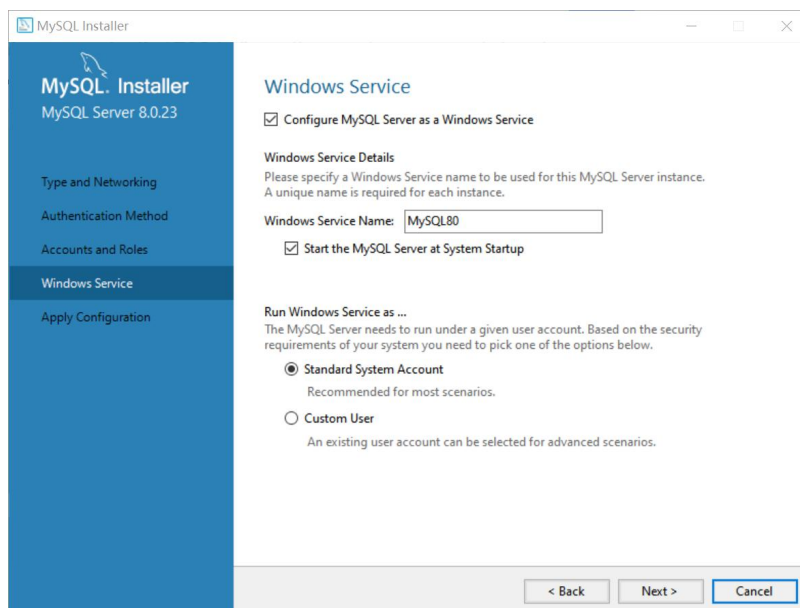 MySQL Installer
MySQL. Installer
MySQL Server 8.0.23
Type and Networking
Authentication Method
Accounts and Roles
Windows Service
Apply Configuration
Windows Service
Configure MySQL Server as a Windows Service
Windows Service Details
Please specify a Windows Service name to be used for this MySQL Server instance.
A unique name is required for each instance.
Windows Service Name: MySQL80
Start the MySQL Server at System Startup
Run Windows Service as ...
The MySQL Server needs to run under a given user account. Based on the security
requirements of your system you need to pick one of the options below.
Standard System Account
Recommended for most scenarios.
Custom User
An existing user account can be selected for advanced scenarios.
< Back Next > Cancel